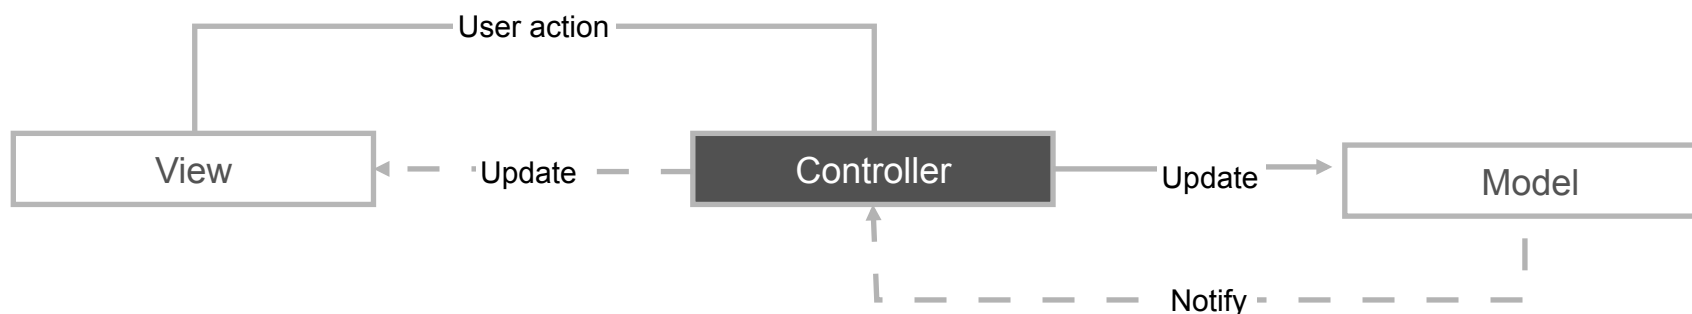 User action
View
Update
Controller
Update
Model
Notify